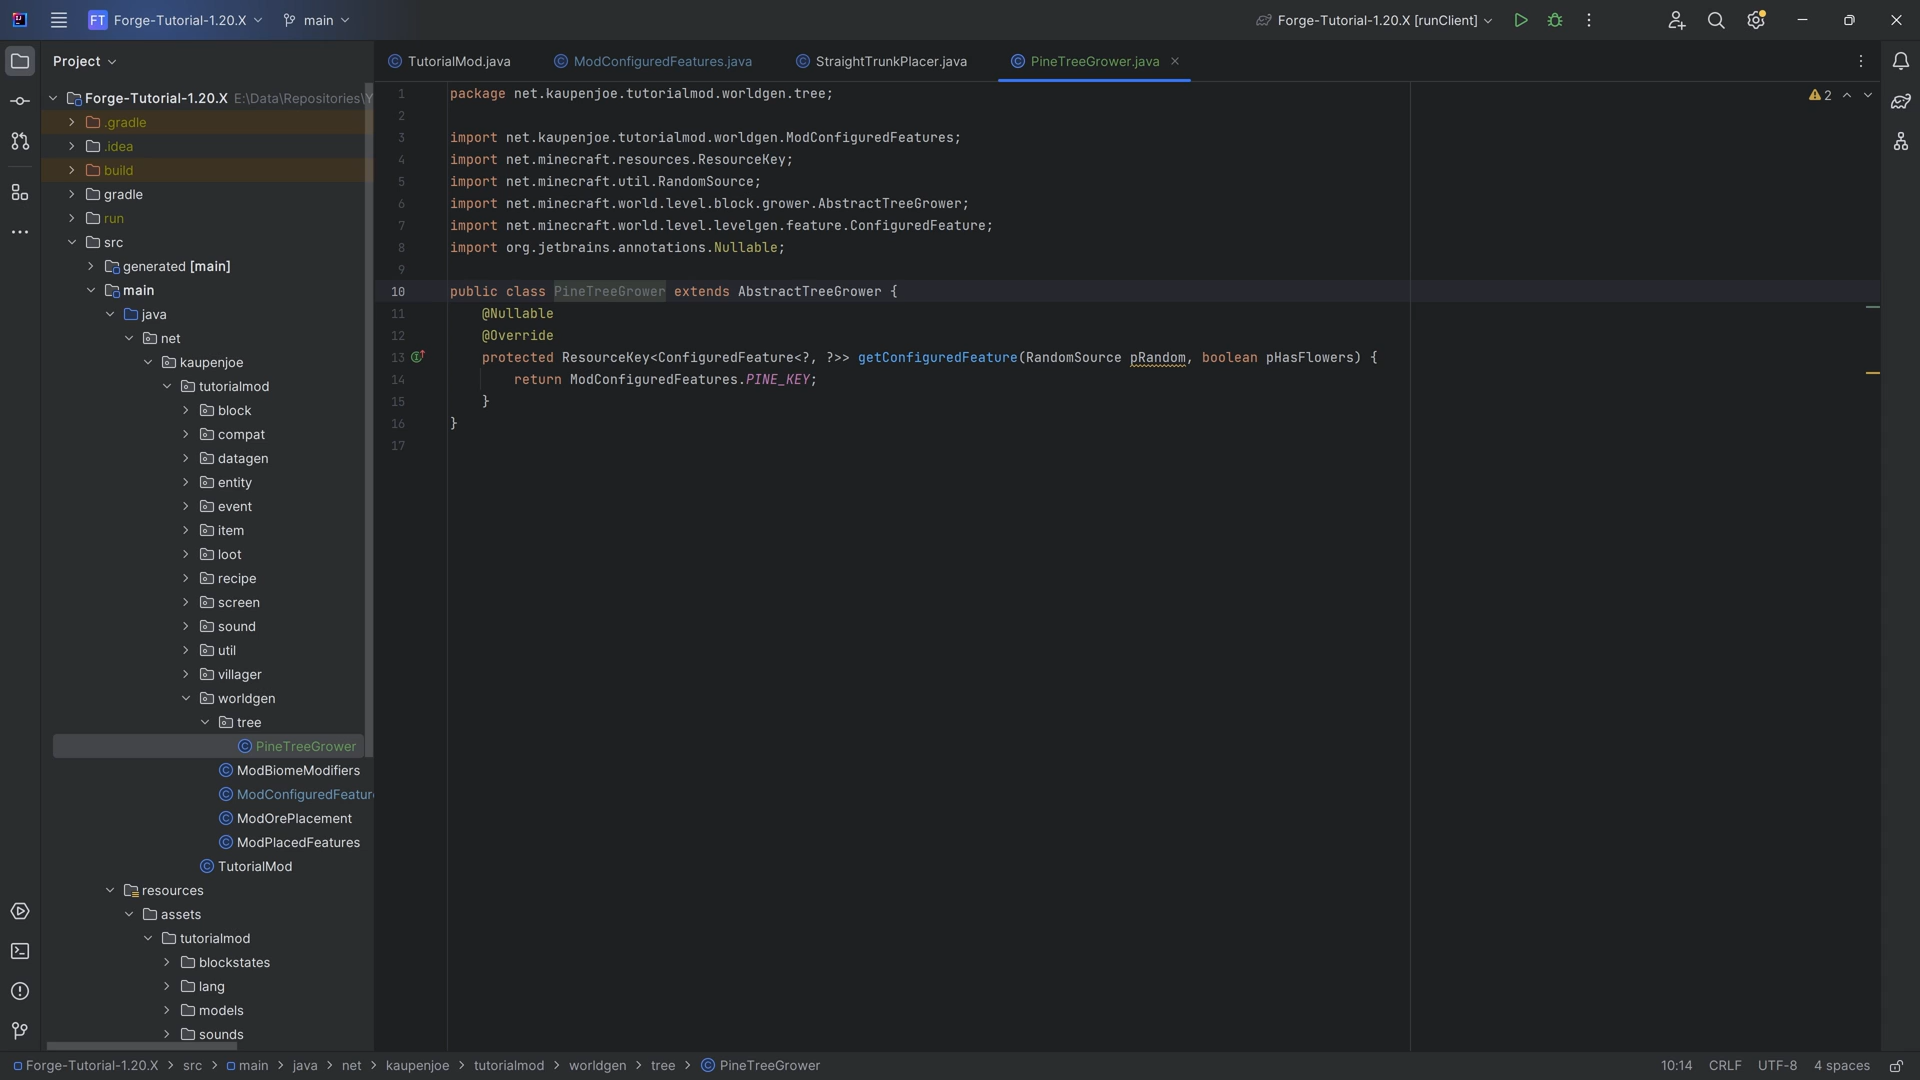 FT Forge-Tutorial-1.20.X main Forge-Tutorial-1.20.X [runClient]
Project
TutorialMod.java ModConfiguredFeatures.java StraightTrunkPlacer.java PineTreeGrower.java
Forge-Tutorial-1.20.X E:\Data\Repositories\Y
.gradle
.idea
build
gradle
run
src
generated [main]
main
java
net
kaupenjoe
tutorialmod
block
compat
datagen
entity
event
item
loot
recipe
screen
sound
util
villager
worldgen
tree
PineTreeGrower
ModBiomeModifiers
ModConfiguredFeatur
ModOrePlacement
ModPlacedFeatures
TutorialMod
resources
assets
tutorialmod
blockstates
lang
models
sounds
2
1 package net.kaupenjoe.tutorialmod.worldgen.tree;
2
3 import net.kaupenjoe.tutorialmod.worldgen.ModConfiguredFeatures;
4 import net.minecraft.resources.ResourceKey;
5 import net.minecraft.util.RandomSource;
6 import net.minecraft.world.level.block.grower.AbstractTreeGrower;
7 import net.minecraft.world.level.levelgen.feature.ConfiguredFeature;
8 import org.jetbrains.annotations.Nullable;
9
10 public class PineTreeGrower extends AbstractTreeGrower {
11 @Nullable
12 @Override
13 protected ResourceKey<ConfiguredFeature<?, ?>> getConfiguredFeature(RandomSource pRandom, boolean pHasFlowers) {
14 return ModConfiguredFeatures.PINE_KEY;
15 }
16 }
17
Forge-Tutorial-1.20.X > src > main > java > net > kaupenjoe > tutorialmod > worldgen > tree > PineTreeGrower 10:14 CRLF UTF-8 4 spaces